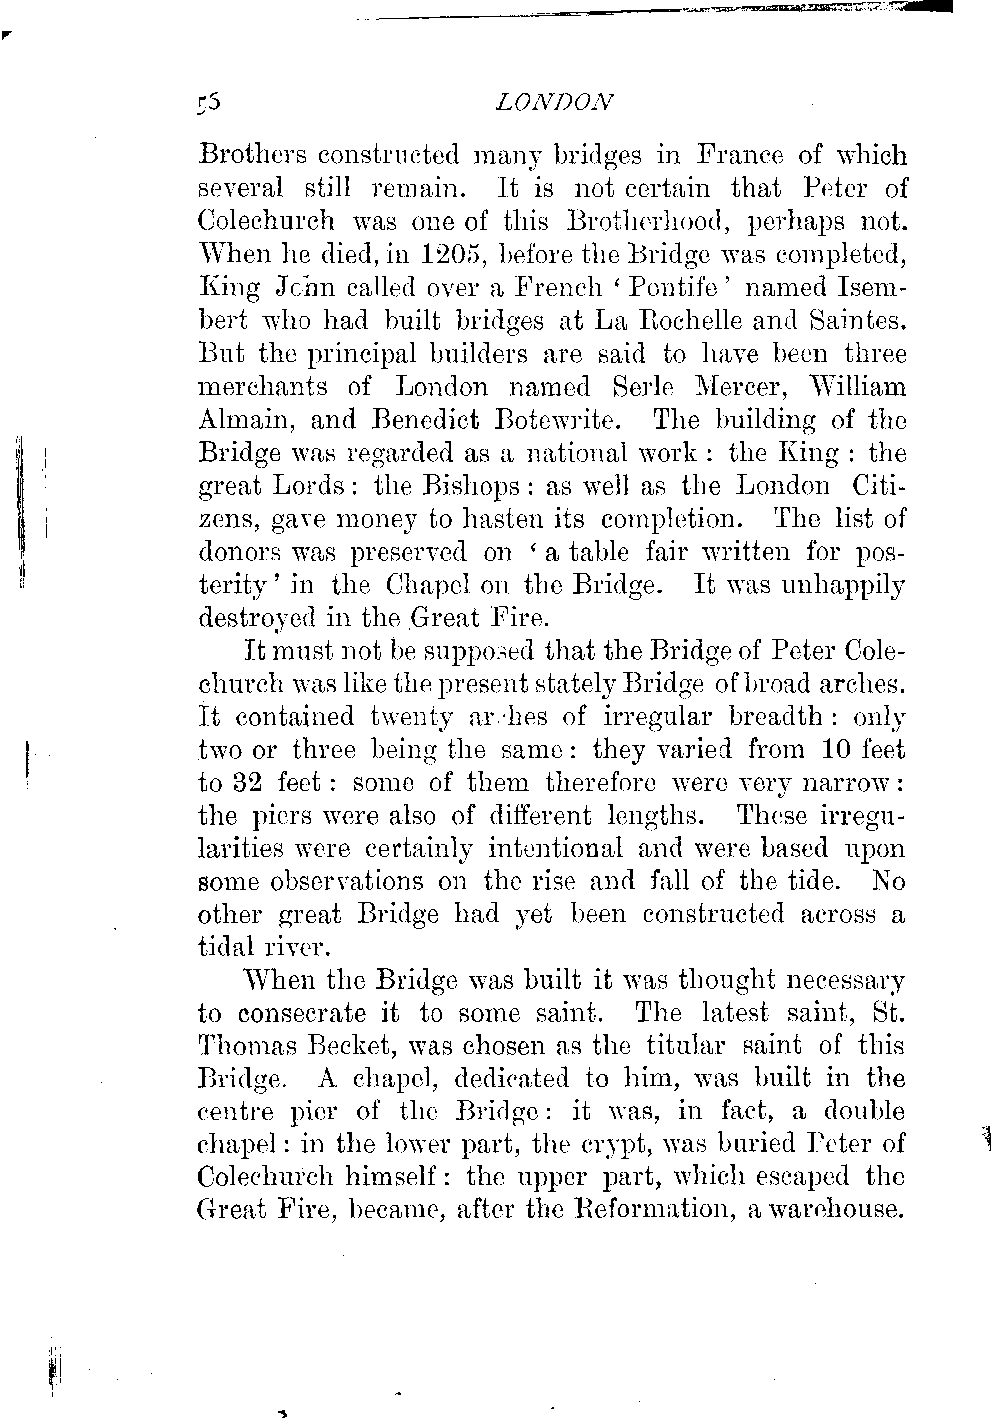 56 LONDON
Brothers constructed many bridges in France of which
several still remain. It is not certain that Peter of
Colechurch was one of this Brotherhood, perhaps not.
When he died, in 1205, before the Bridge was completed,
King John called over a French ‘Pontife’ named Isem-
bert who had built bridges at La Rochelle and Saintes.
But the principal builders are said to have been three
merchants of London named Serle Mercer, William
Almain, and Benedict Botewrite. The building of the
Bridge was regarded as a national work : the King : the
great Lords : the Bishops : as well as the London Citi-
zens, gave money to hasten its completion. The list of
donors was preserved on ‘a table fair written for pos-
terity’ in the Chapel on the Bridge. It was unhappily
destroyed in the Great Fire.
It must not be supposed that the Bridge of Peter Cole-
church was like the present stately Bridge of broad arches.
It contained twenty arches of irregular breadth : only
two or three being the same : they varied from 10 feet
to 32 feet : some of them therefore were very narrow :
the piers were also of different lengths. These irregu-
larities were certainly intentional and were based upon
some observations on the rise and fall of the tide. No
other great Bridge had yet been constructed across a
tidal river.
When the Bridge was built it was thought necessary
to consecrate it to some saint. The latest saint, St.
Thomas Becket, was chosen as the titular saint of this
Bridge. A chapel, dedicated to him, was built in the
centre pier of the Bridge : it was, in fact, a double
chapel : in the lower part, the crypt, was buried Peter of
Colechurch himself : the upper part, which escaped the
Great Fire, became, after the Reformation, a warehouse.